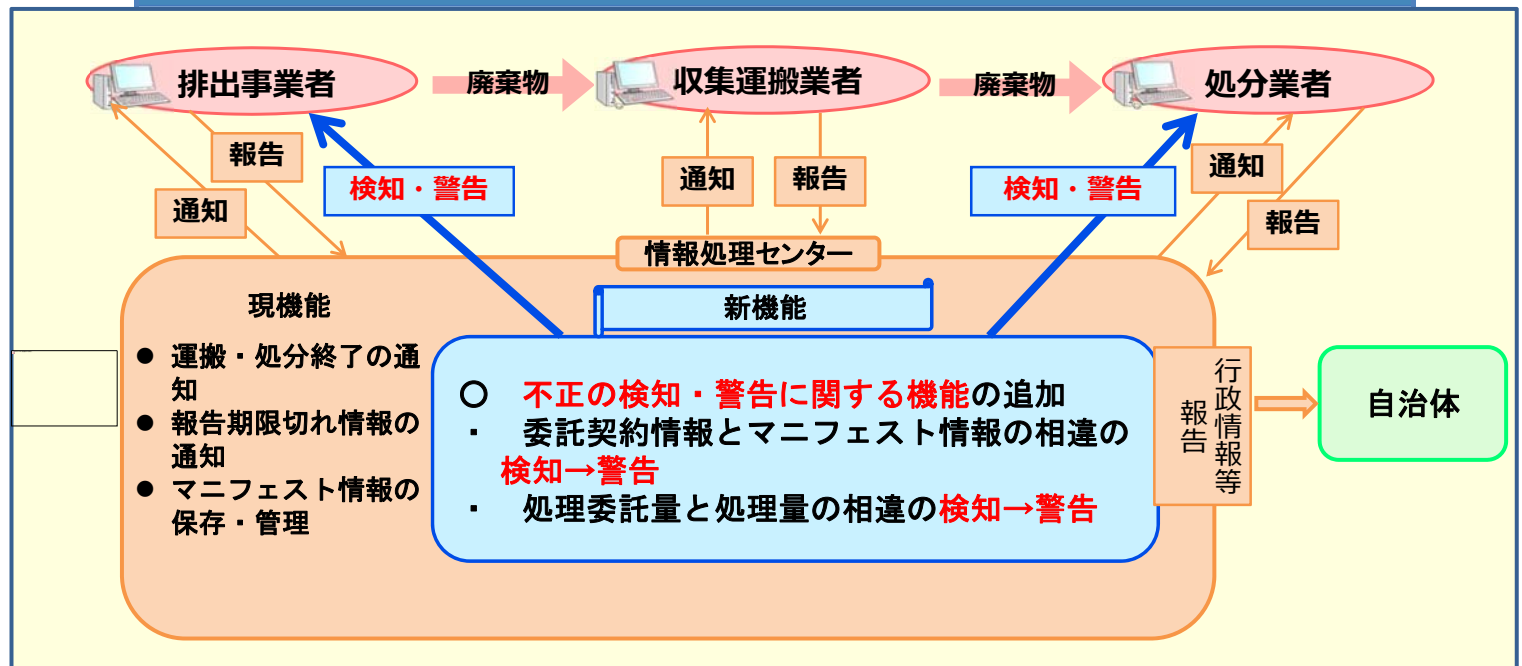 排出事業者
廃棄物
収集運搬業者
廃棄物
処分業者
報告
通知
検知・警告
通知
報告
検知・警告
通知
報告
情報処理センター
現機能
● 運搬・処分終了の通
知
● 報告期限切れ情報の
通知
● マニフェスト情報の
保存・管理
新機能
○ 不正の検知・警告に関する機能の追加
・ 委託契約情報とマニフェスト情報の相違の
検知→警告
・ 処理委託量と処理量の相違の検知→警告
行政情報等
報告
自治体